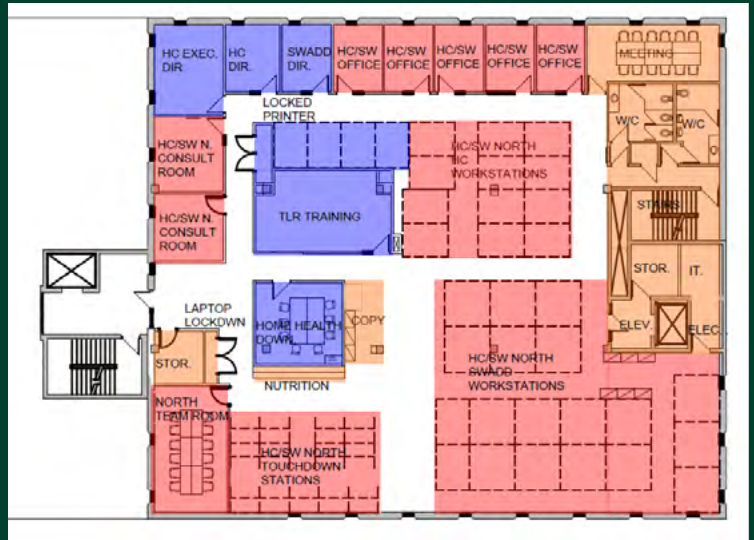 HC EXEC.
DIR.
HC
DIR.
SWADD
DIR.
HC/SW
OFFICE
HC/SW
OFFICE
HC/SW
OFFICE
HC/SW
OFFICE
HC/SW
OFFICE
MEETING
LOCKED
PRINTER
W/C
W/C
HC/SW N.
CONSULT
ROOM
HC/SW NORTH
HC
WORKSTATIONS
HC/SW N.
CONSULT
ROOM
TLR TRAINING
STAIRS
STOR.
IT.
LAPTOP
LOCKDWN
HOME HEALTH
DOWN.
COPY
ELEV.
ELEC.
STOR.
NUTRITION
HC/SW NORTH
SWADD
WORKSTATIONS
NORTH
TEAM ROOM
HC/SW NORTH
TOUCHDOWN
STATIONS